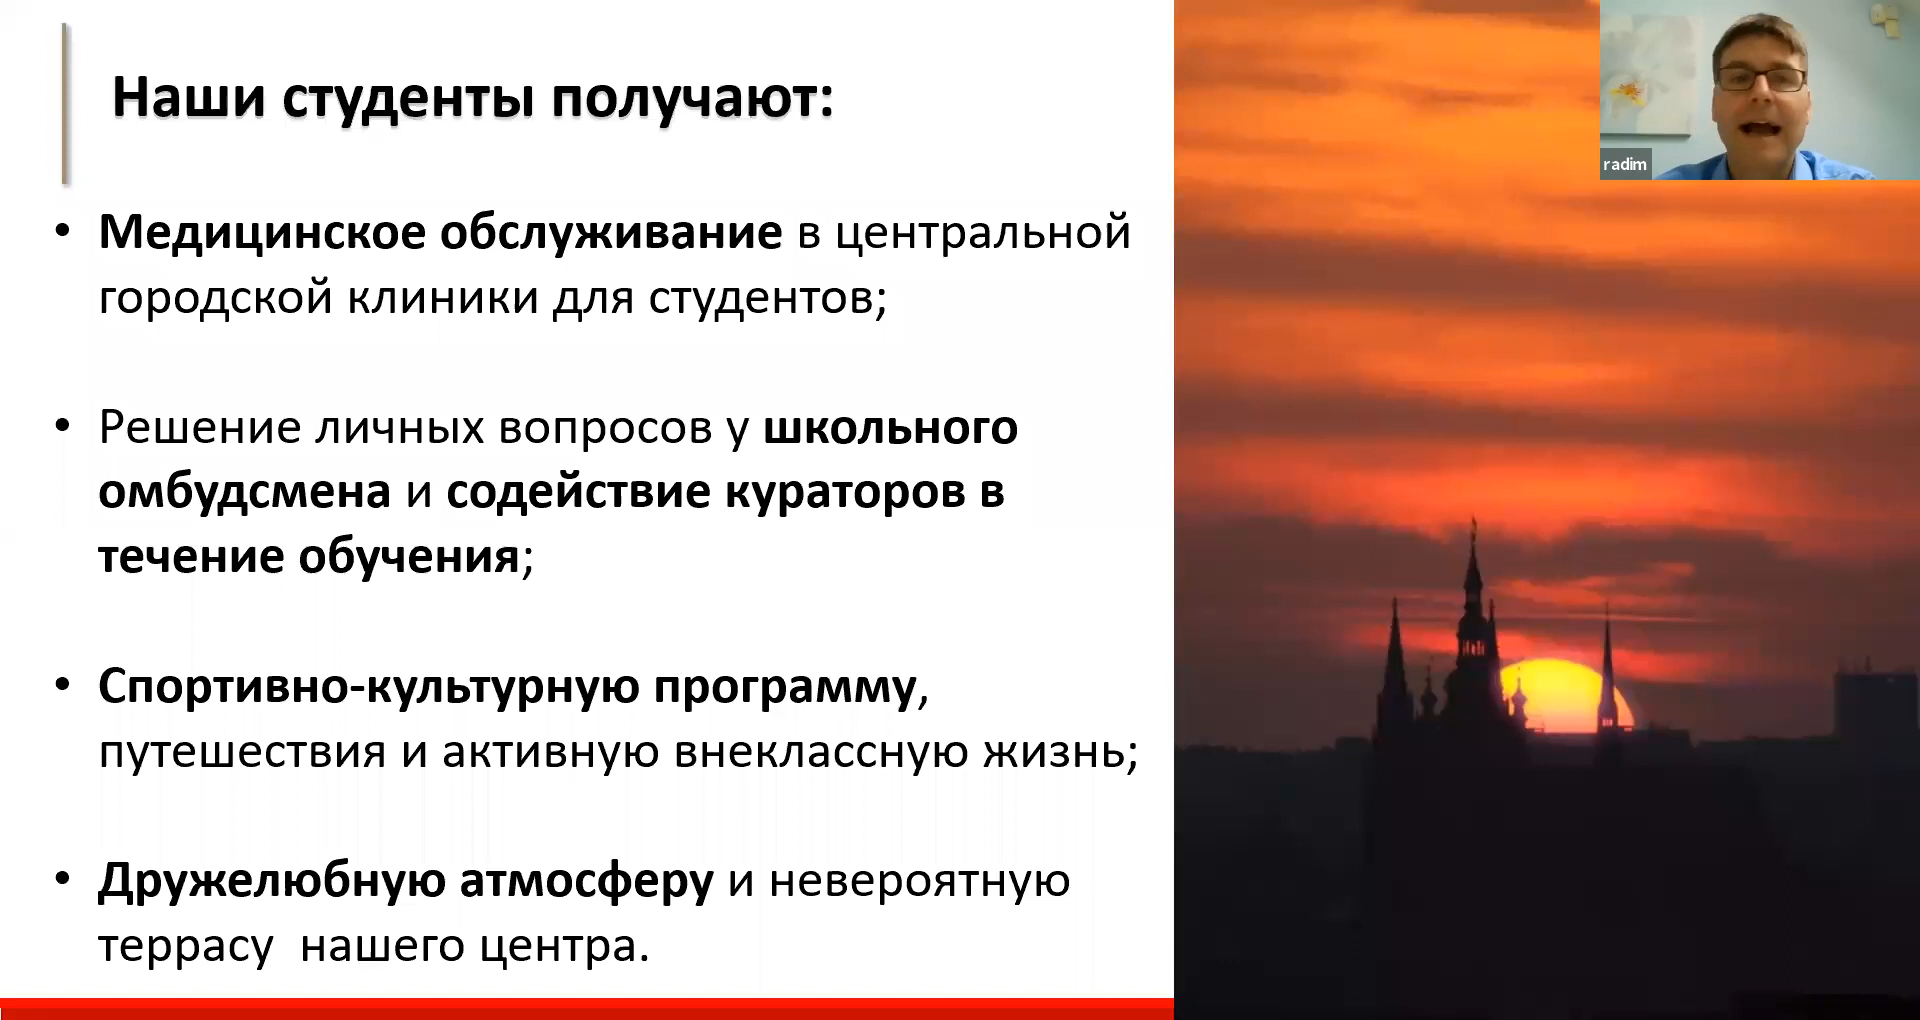 Наши студенты получают:
radim
• Медицинское обслуживание в центральной
городской клиники для студентов;
• Решение личных вопросов у школьного
омбудсмена и содействие кураторов в
течение обучения;
• Спортивно-культурную программу,
путешествия и активную внеклассную жизнь;
• Дружелюбную атмосферу и невероятную
террасу  нашего центра.